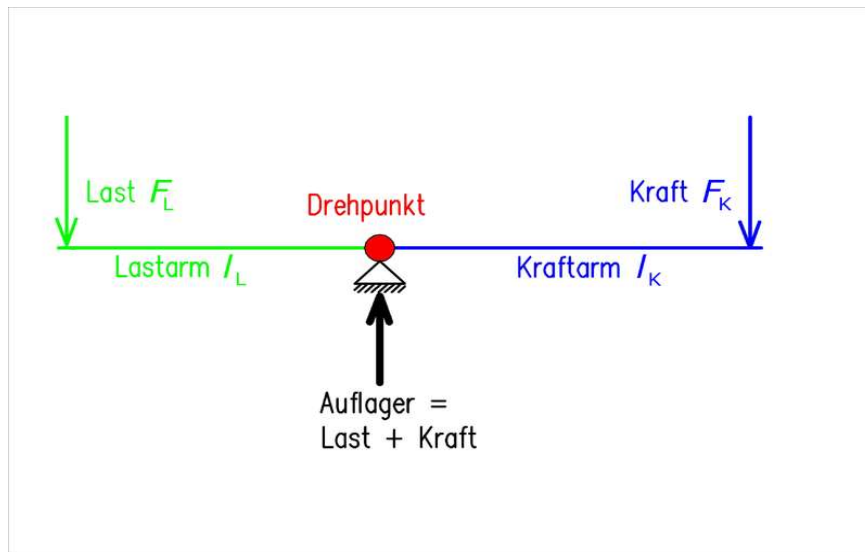 Last F_L
Kraft F_K
Drehpunkt
Lastarm l_L
Kraftarm l_K
Auflager =
Last + Kraft